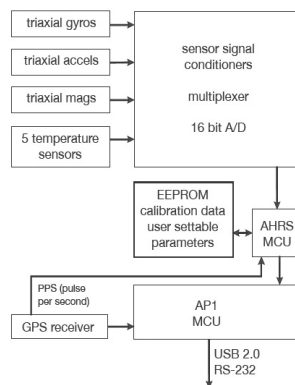 triaxial gyros
triaxial accels
triaxial mags
5 temperature
sensors
sensor signal
conditioners
multiplexer
16 bit A/D
EEPROM
calibration data
user settable
parameters
AHRS
MCU
PPS (pulse
per second)
GPS receiver
AP1
MCU
USB 2.0
RS-232